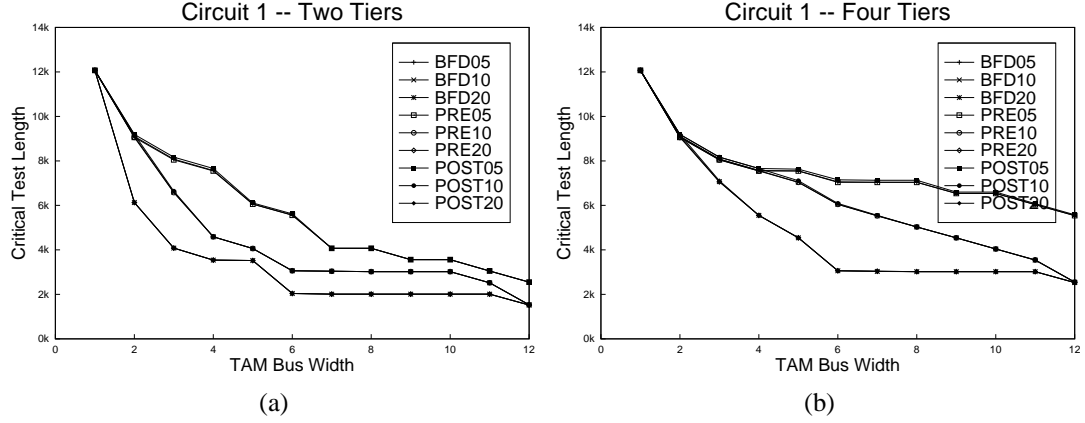 Circuit 1 -- Two Tiers
14k
12k
10k
8k
6k
4k
2k
0k
0 2 4 6 8 10 12
Critical Test Length
TAM Bus Width
BFD05
BFD10
BFD20
PRE05
PRE10
PRE20
POST05
POST10
POST20
(a)
Circuit 1 -- Four Tiers
14k
12k
10k
8k
6k
4k
2k
0k
0 2 4 6 8 10 12
Critical Test Length
TAM Bus Width
BFD05
BFD10
BFD20
PRE05
PRE10
PRE20
POST05
POST10
POST20
(b)